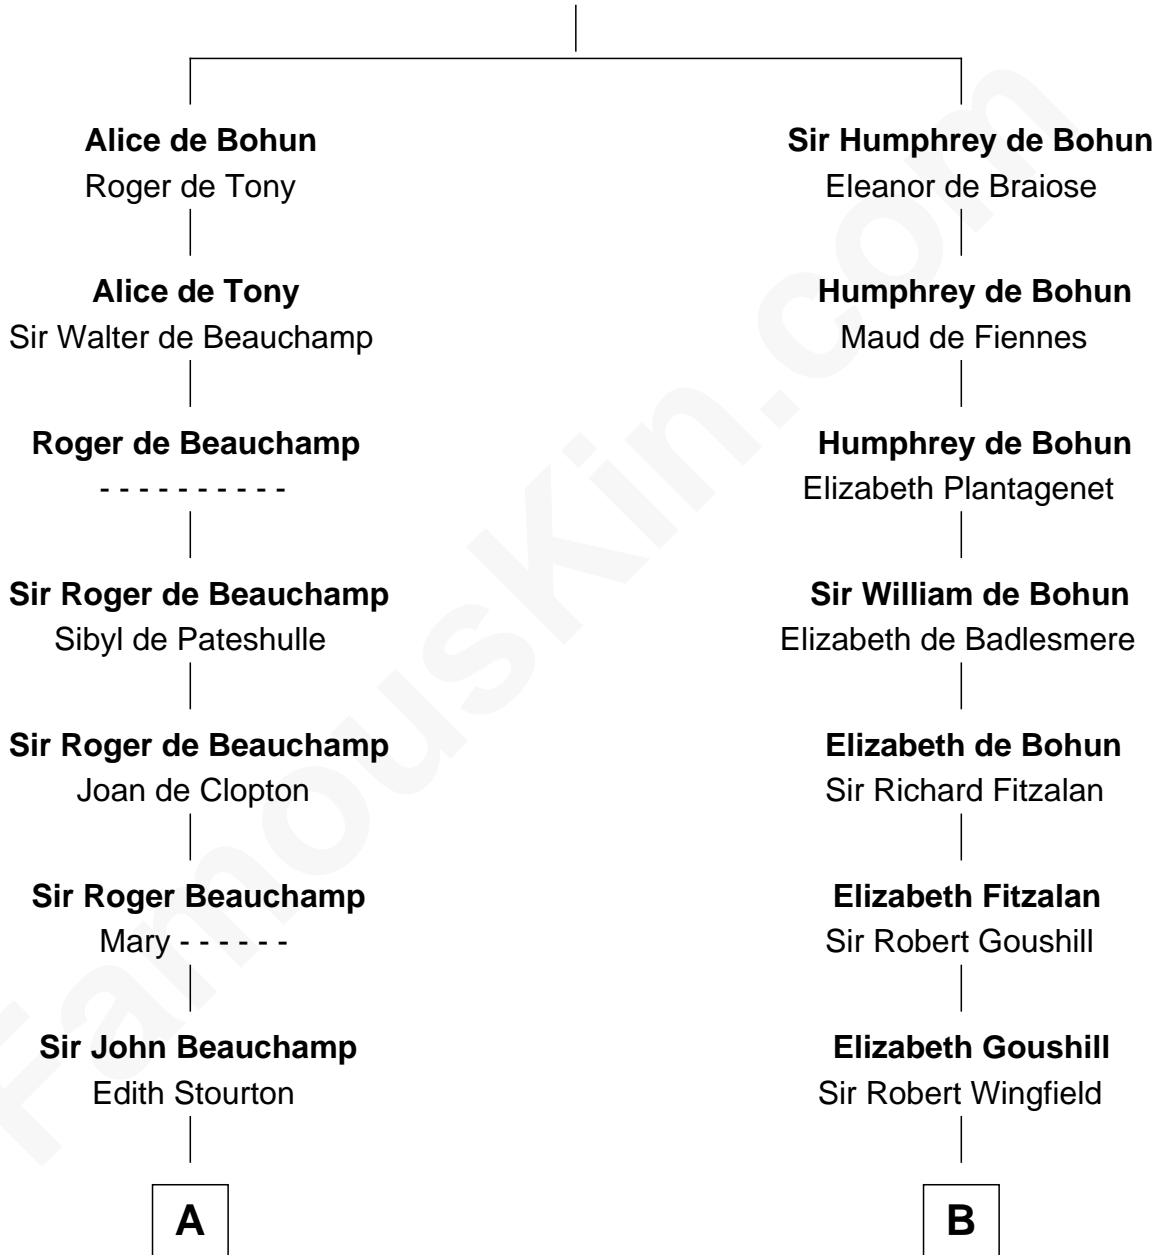 Alice de Bohun
Roger de Tony
Sir Humphrey de Bohun
Eleanor de Braiose
Alice de Tony
Sir Walter de Beauchamp
Humphrey de Bohun
Maud de Fiennes
Roger de Beauchamp
- - - - - - - - - -
Humphrey de Bohun
Elizabeth Plantagenet
Sir Roger de Beauchamp
Sibyl de Pateshulle
Sir William de Bohun
Elizabeth de Badlesmere
Sir Roger de Beauchamp
Joan de Clopton
Elizabeth de Bohun
Sir Richard Fitzalan
Sir Roger Beauchamp
Mary - - - - - -
Elizabeth Fitzalan
Sir Robert Goushill
Sir John Beauchamp
Edith Stourton
Elizabeth Goushill
Sir Robert Wingfield
A
B
FamousKin.com